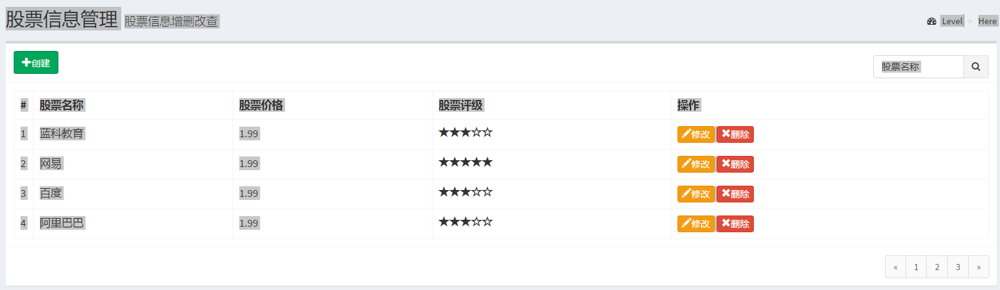 股票信息管理 股票信息增删改查 Level > Here
创建 股票名称
# 股票名称 股票价格 股票评级 操作
1 蓝科教育 1.99 ★★★☆☆ 修改 删除
2 网易 1.99 ★★★★★ 修改 删除
3 百度 1.99 ★★★☆☆ 修改 删除
4 阿里巴巴 1.99 ★★★☆☆ 修改 删除
« 1 2 3 »